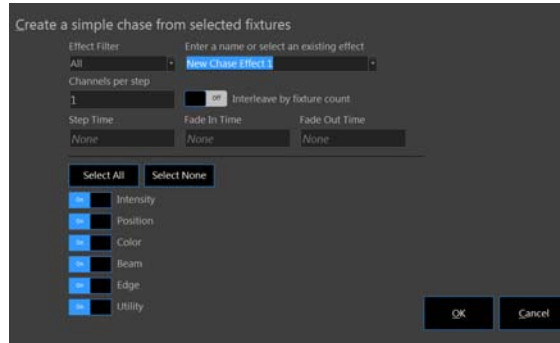 Create a simple chase from selected fixtures
Effect Filter Enter a name or select an existing effect
All New Chase Effect 1
Channels per step
1 Off Interleave by fixture count
Step Time Fade In Time Fade Out Time
None None None
Select All Select None
On Intensity
On Position
On Color
On Beam
On Edge
On Utility
OK Cancel